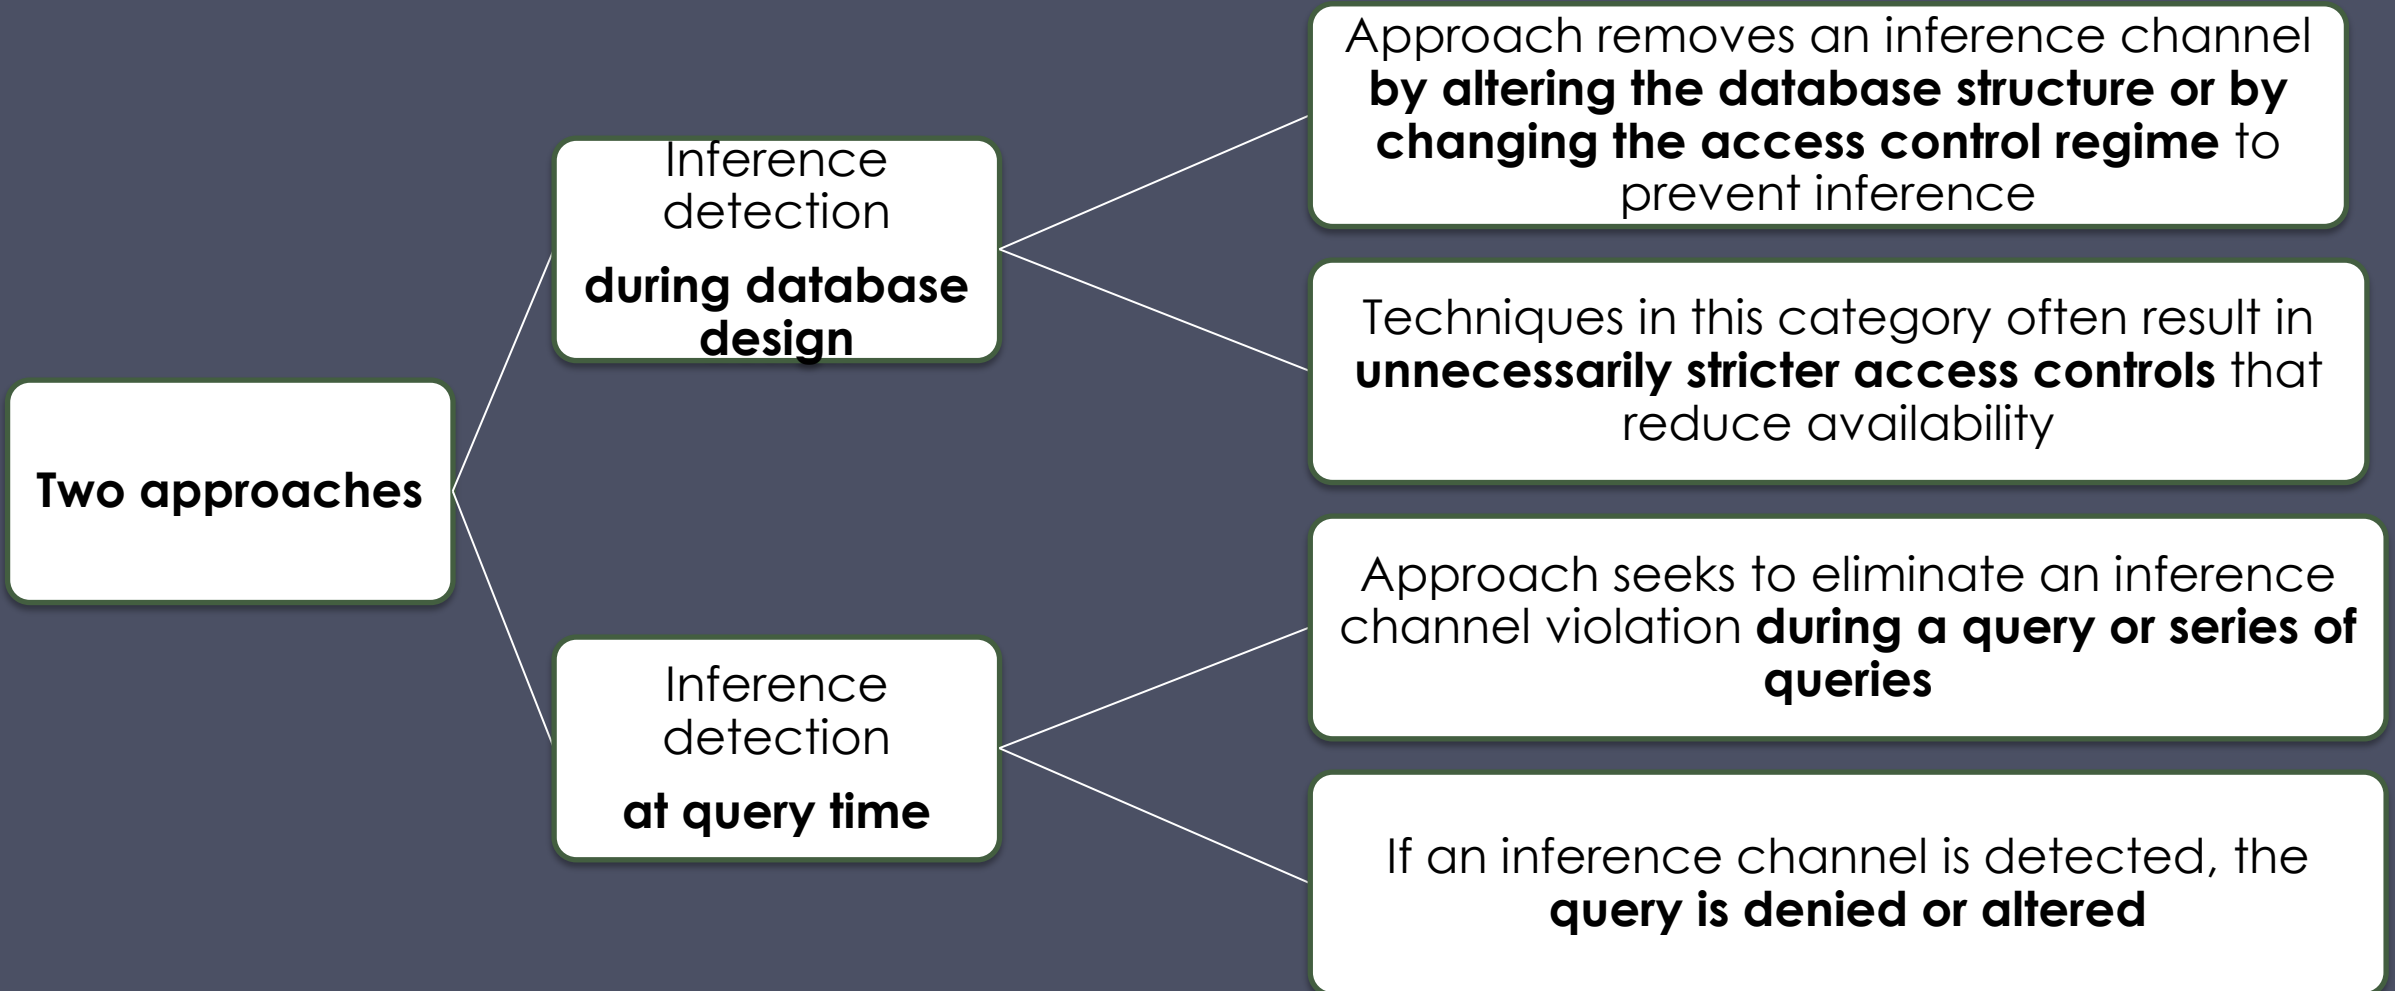 Two approaches
Inference
detection
during database
design
Approach removes an inference channel
by altering the database structure or by
changing the access control regime to
prevent inference
Techniques in this category often result in
unnecessarily stricter access controls that
reduce availability
Inference
detection
at query time
Approach seeks to eliminate an inference
channel violation during a query or series of
queries
If an inference channel is detected, the
query is denied or altered